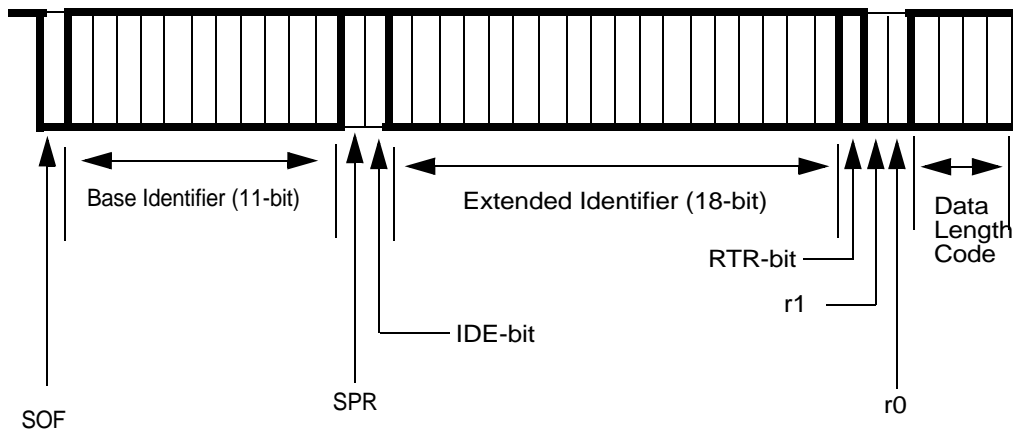 Base Identifier (11-bit)
Extended Identifier (18-bit)
Data
Length
Code
RTR-bit
r1
IDE-bit
SOF
SPR
r0